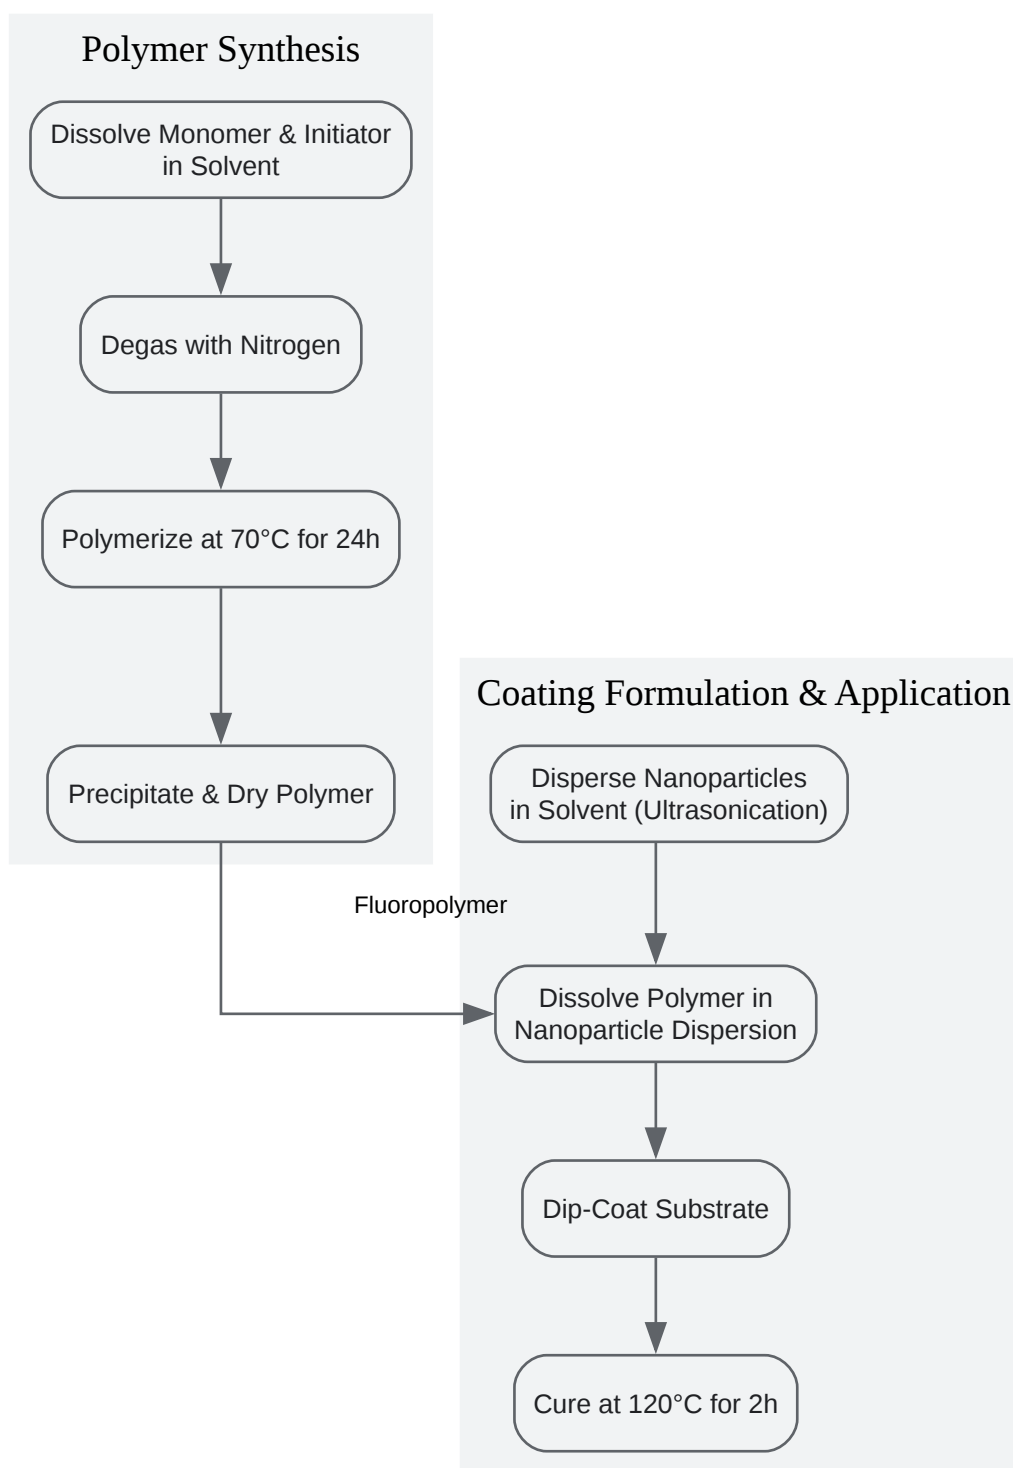 Polymer Synthesis
Dissolve Monomer & Initiator
in Solvent
Degas with Nitrogen
Polymerize at 70°C for 24h
Precipitate & Dry Polymer
Fluoropolymer
Coating Formulation & Application
Disperse Nanoparticles
in Solvent (Ultrasonication)
Dissolve Polymer in
Nanoparticle Dispersion
Dip-Coat Substrate
Cure at 120°C for 2h